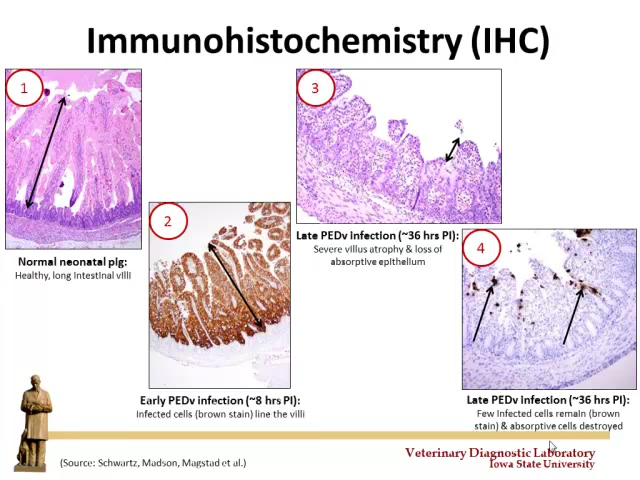 Immunohistochemistry (IHC)
1
Normal neonatal pig:
Healthy, long intestinal villi
2
Early PEDv infection (~8 hrs PI):
Infected cells (brown stain) line the villi
3
Late PEDv infection (~36 hrs PI):
Severe villus atrophy & loss of
absorptive epithelium
4
Late PEDv infection (~36 hrs PI):
Few infected cells remain (brown
stain) & absorptive cells destroyed
(Source: Schwartz, Madson, Magstad et al.)
Veterinary Diagnostic Laboratory
Iowa State University